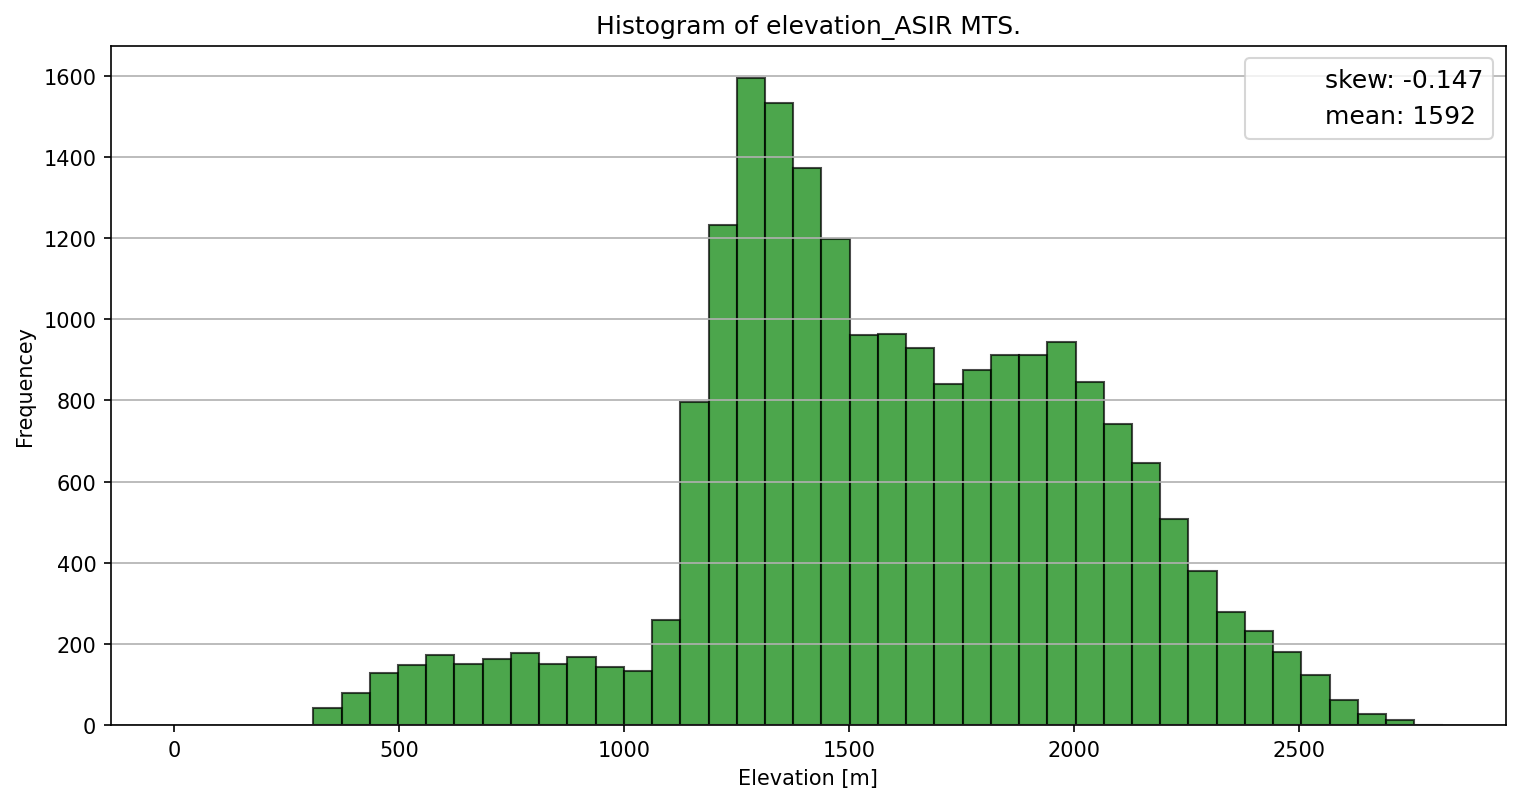 Histogram of elevation_ASIR MTS.
skew: -0.147
mean: 1592
Frequencey
1600
1400
1200
1000
800
600
400
200
0
0 500 1000 1500 2000 2500
Elevation [m]